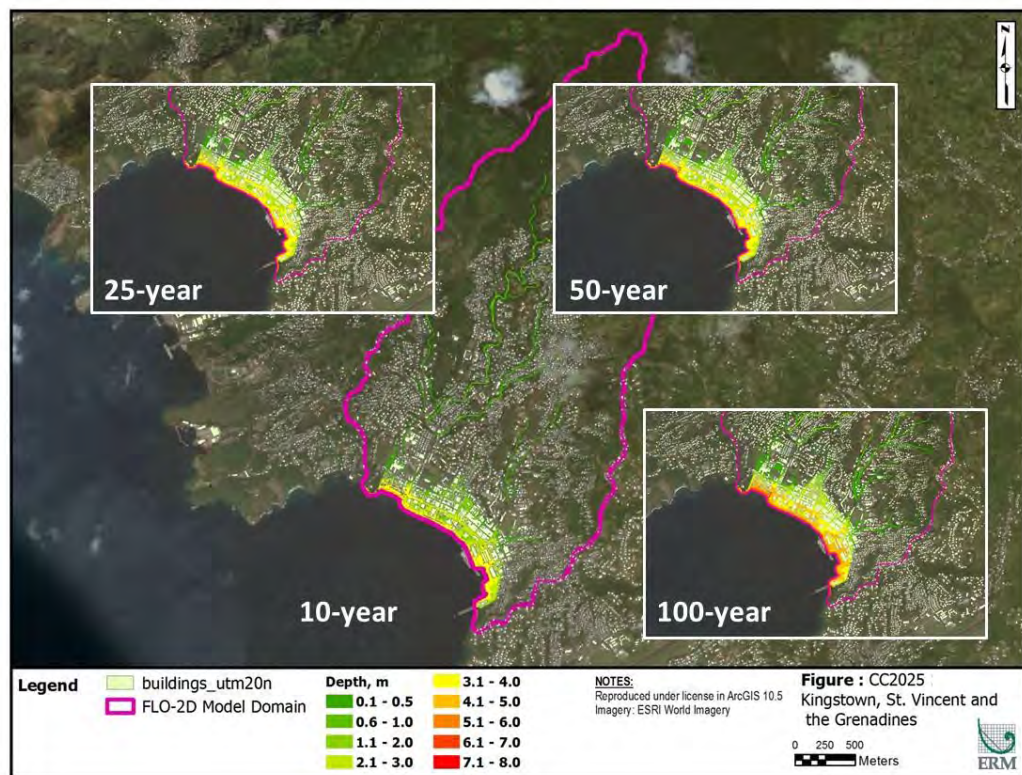 N
25-year
50-year
10-year
100-year
Legend
buildings_utm20n
FLO-2D Model Domain
Depth, m
0.1 - 0.5
0.6 - 1.0
1.1 - 2.0
2.1 - 3.0
3.1 - 4.0
4.1 - 5.0
5.1 - 6.0
6.1 - 7.0
7.1 - 8.0
NOTES:
Reproduced under license in ArcGIS 10.5
Imagery: ESRI World Imagery
Figure : CC2025
Kingstown, St. Vincent and
the Grenadines
0 250 500
Meters
ERM